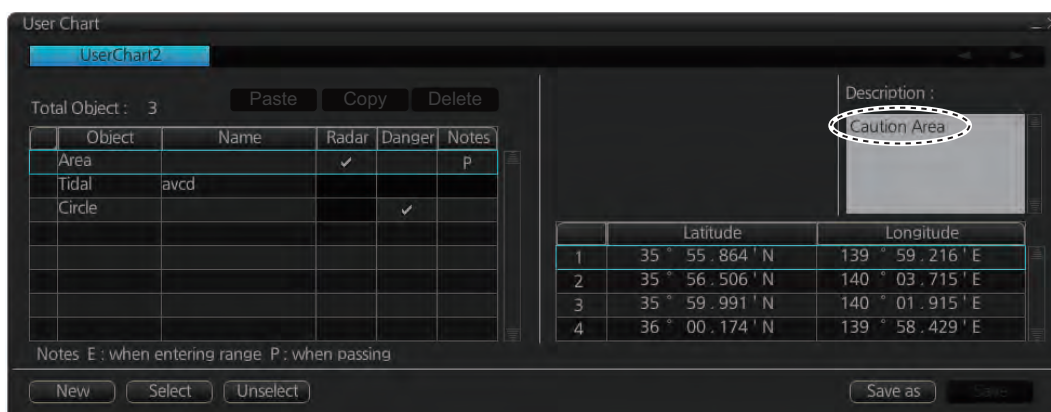 User Chart
UserChart2
Total Object : 3
Paste Copy Delete
Description :
Caution Area
Object Name Radar Danger Notes
Area ✓ P
Tidal avcd
Circle ✓
Latitude Longitude
1 35 ° 55 . 864 ' N 139 ° 59 . 216 ' E
2 35 ° 56 . 506 ' N 140 ° 03 . 715 ' E
3 35 ° 59 . 991 ' N 140 ° 01 . 915 ' E
4 36 ° 00 . 174 ' N 139 ° 58 . 429 ' E
Notes E : when entering range P : when passing
New Select Unselect Save as Save